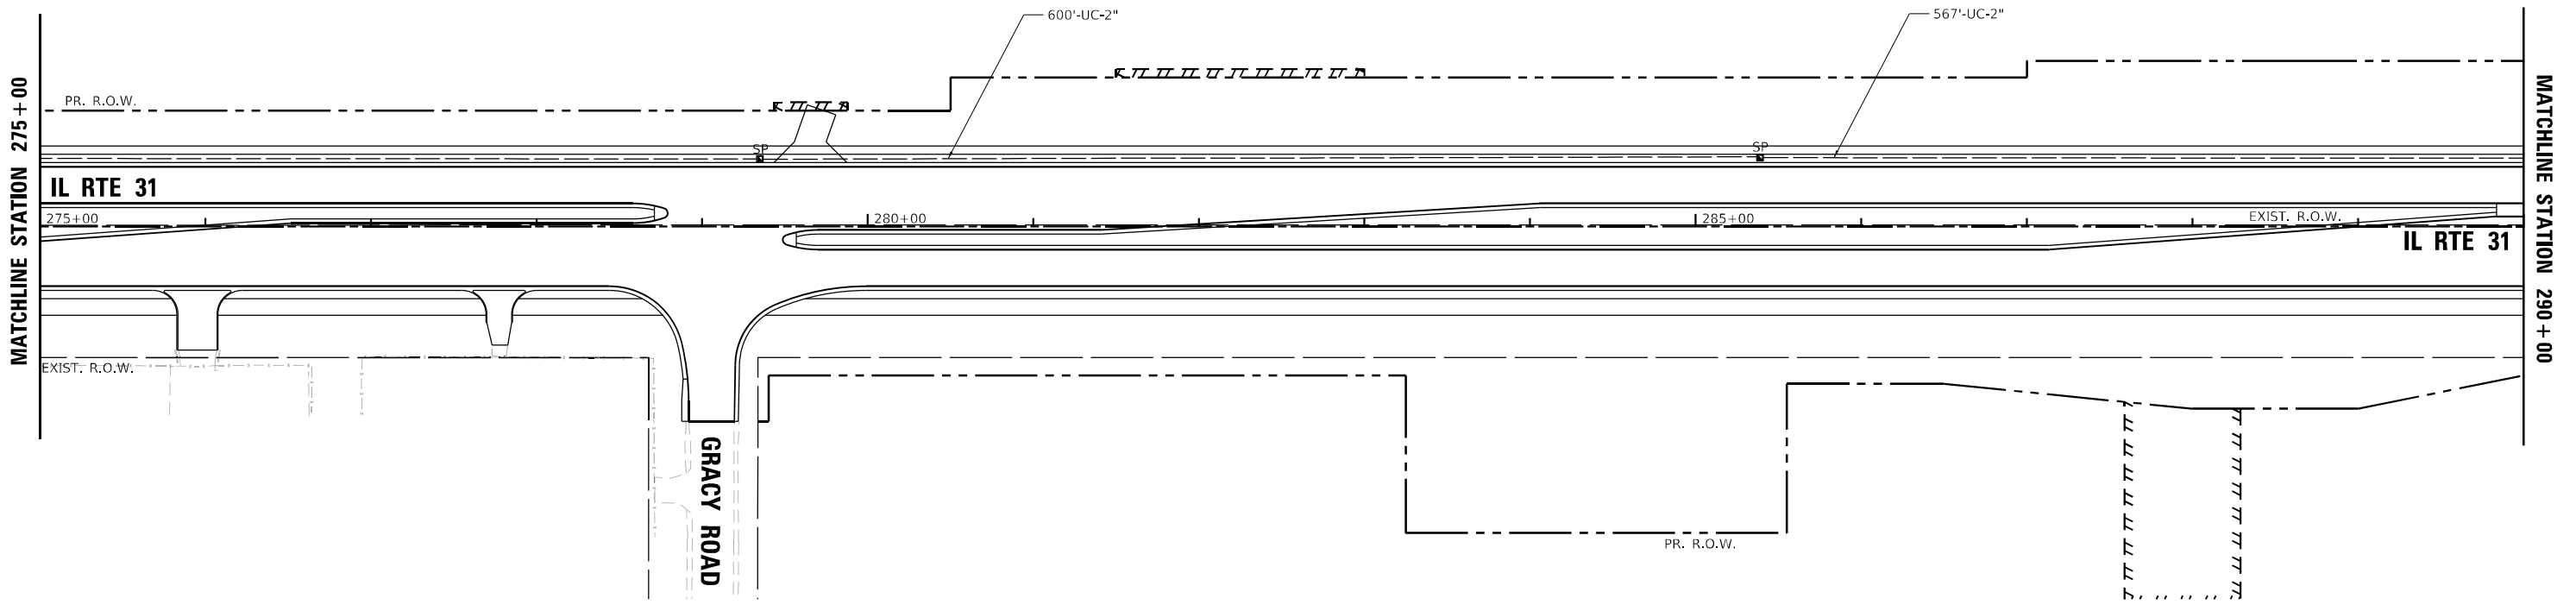 600'-UC-2"
567'-UC-2"
MATCHLINE STATION 275+00
PR. R.O.W.
SP
SP
IL RTE 31
275+00
280+00
285+00
EXIST. R.O.W.
IL RTE 31
MATCHLINE STATION 290+00
EXIST. R.O.W.
GRACY ROAD
PR. R.O.W.